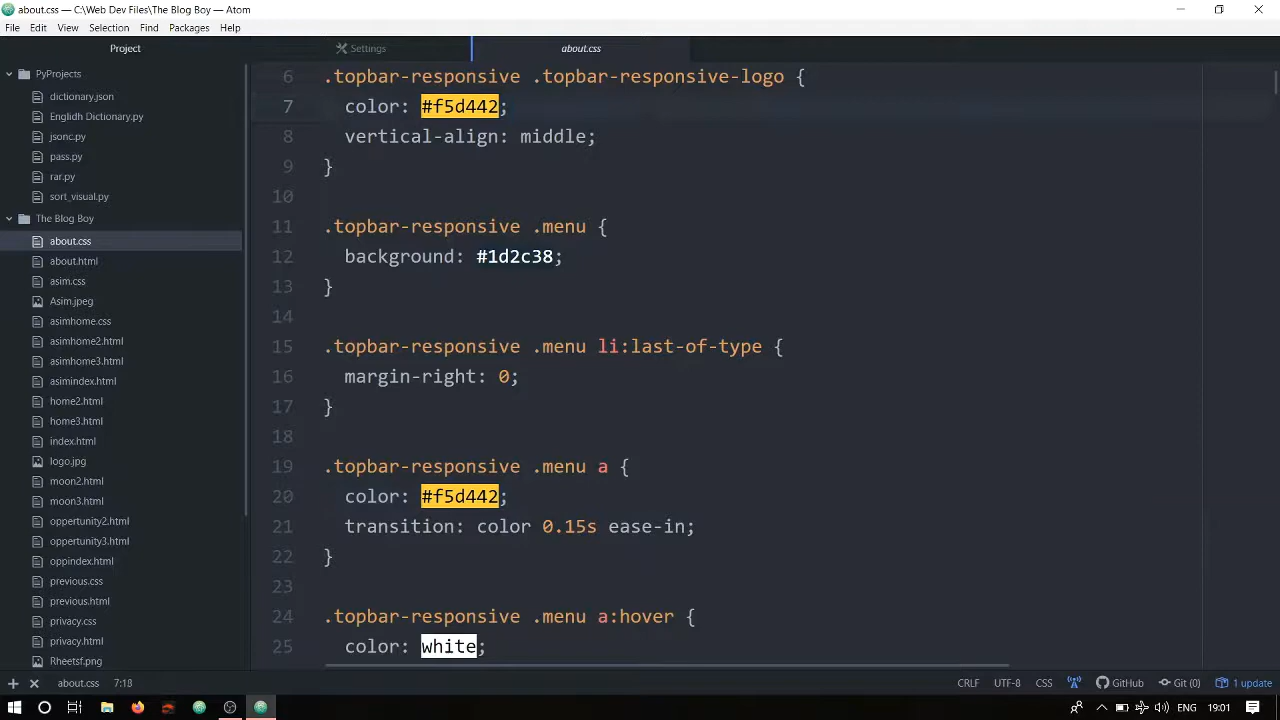 about.css — C:\Web Dev Files\The Blog Boy — Atom
File Edit View Selection Find Packages Help
Project
Settings
about.css
PyProjects
dictionary.json
Englidh Dictionary.py
jsonc.py
pass.py
rar.py
sort_visual.py
The Blog Boy
about.css
about.html
asim.css
Asim.jpeg
asimhome.css
asimhome2.html
asimhome3.html
asimindex.html
home2.html
home3.html
index.html
logo.jpg
moon2.html
moon3.html
oppertunity2.html
oppertunity3.html
oppindex.html
previous.css
previous.html
privacy.css
privacy.html
Rheetsf.png
6 .topbar-responsive .topbar-responsive-logo {
7 color: #f5d442;
8 vertical-align: middle;
9 }
10
11 .topbar-responsive .menu {
12 background: #1d2c38;
13 }
14
15 .topbar-responsive .menu li:last-of-type {
16 margin-right: 0;
17 }
18
19 .topbar-responsive .menu a {
20 color: #f5d442;
21 transition: color 0.15s ease-in;
22 }
23
24 .topbar-responsive .menu a:hover {
25 color: white;
about.css 7:18 CRLF UTF-8 CSS GitHub Git (0) 1 update
ENG 19:01